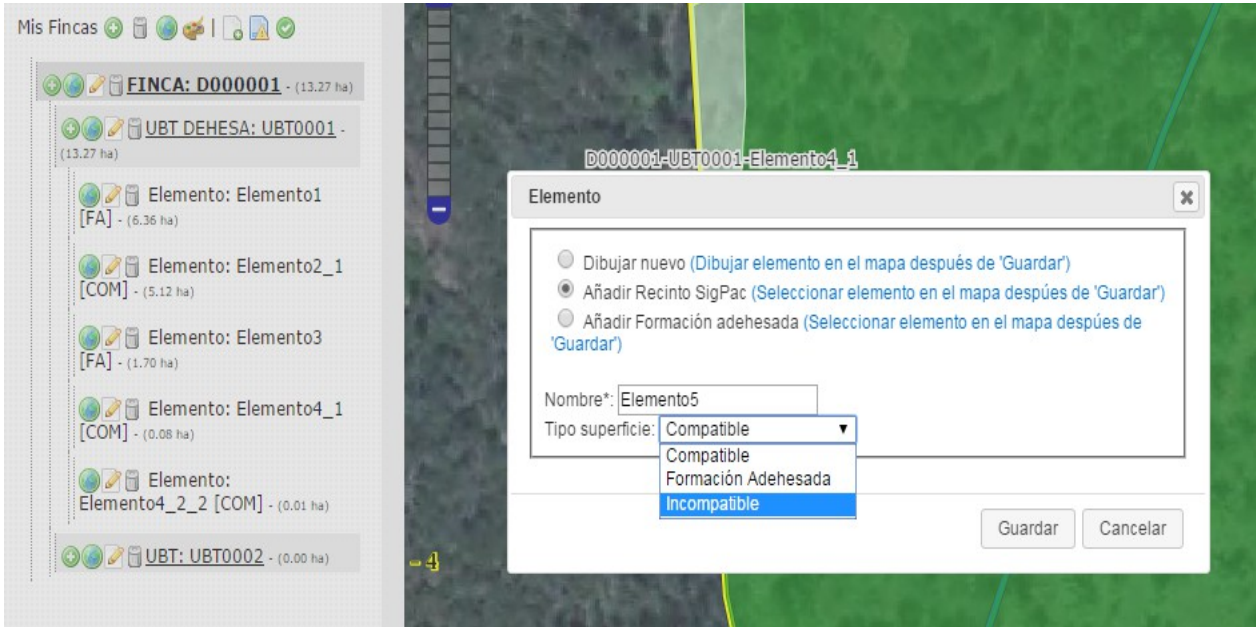 Mis Fincas
FINCA: D000001 - (13.27 ha)
UBT DEHESA: UBT0001 -
(13.27 ha)
Elemento: Elemento1
[FA] - (6.36 ha)
Elemento: Elemento2_1
[COM] - (5.12 ha)
Elemento: Elemento3
[FA] - (1.70 ha)
Elemento: Elemento4_1
[COM] - (0.08 ha)
Elemento:
Elemento4_2_2 [COM] - (0.01 ha)
UBT: UBT0002 - (0.00 ha)
D000001-UBT0001-Elemento4_1
Elemento
Dibujar nuevo (Dibujar elemento en el mapa después de 'Guardar')
Añadir Recinto SigPac (Seleccionar elemento en el mapa despúes de 'Guardar')
Añadir Formación adehesada (Seleccionar elemento en el mapa despúes de
'Guardar')
Nombre*: Elemento5
Tipo superficie: Compatible
Compatible
Formación Adehesada
Incompatible
Guardar Cancelar
- 4